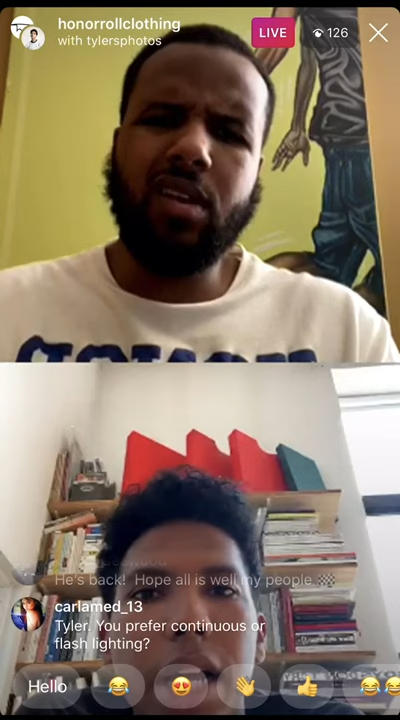 honorrollclothing
with tylersphotos
LIVE
126
He's back! Hope all is well my people 🏁
carlamed_13
Tyler. You prefer continuous or
flash lighting?
Hello 😂 😍 👋 👍 😂😂